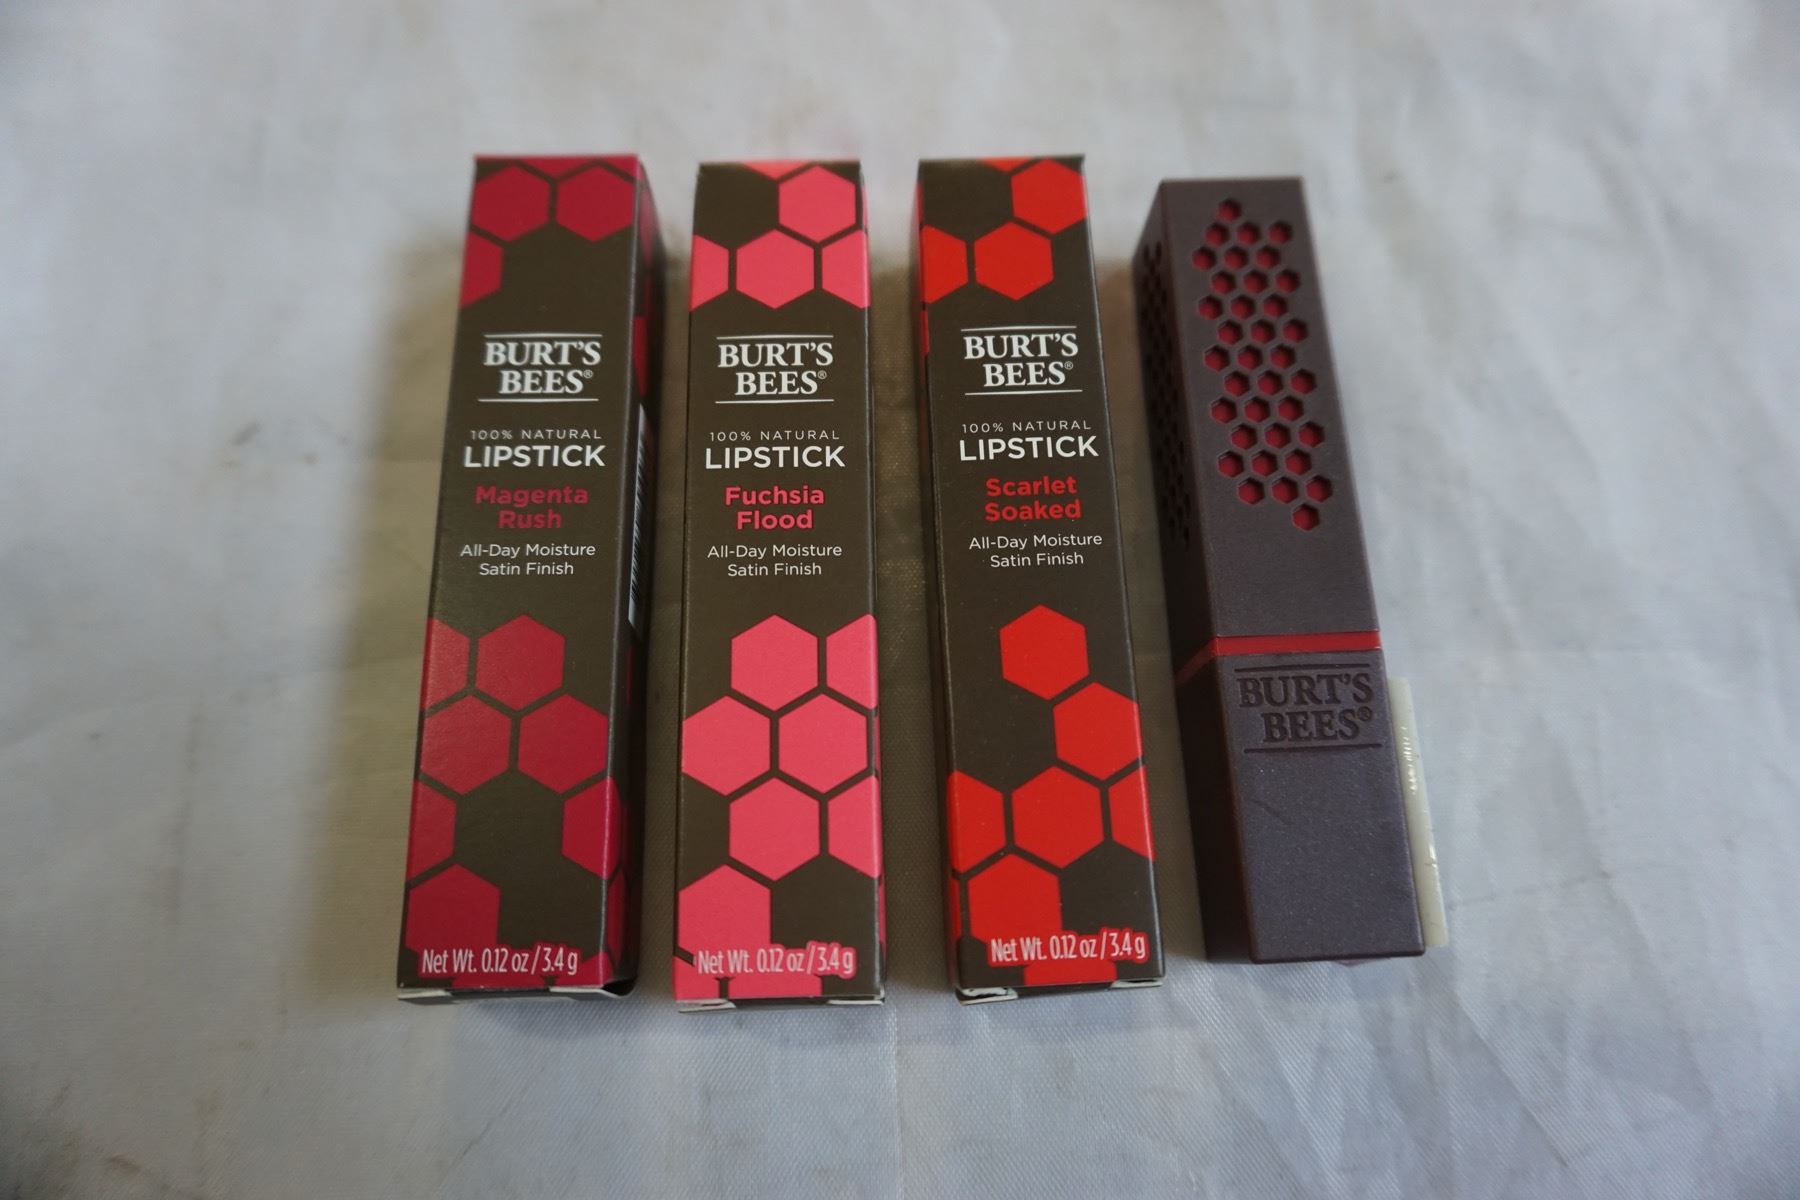 BURT'S
BEES®
100% NATURAL
LIPSTICK
Magenta
Rush
All-Day Moisture
Satin Finish
Net Wt. 0.12 oz/3.4 g
BURT'S
BEES®
100% NATURAL
LIPSTICK
Fuchsia
Flood
All-Day Moisture
Satin Finish
Net Wt. 0.12 oz/3.4 g
BURT'S
BEES®
100% NATURAL
LIPSTICK
Scarlet
Soaked
All-Day Moisture
Satin Finish
Net Wt. 0.12 oz/3.4 g
BURT'S
BEES®